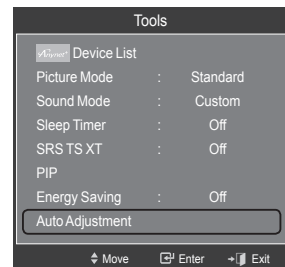 Tools
Anynet+ Device List
Picture Mode : Standard
Sound Mode : Custom
Sleep Timer : Off
SRS TS XT : Off
PIP
Energy Saving : Off
Auto Adjustment
Move Enter Exit